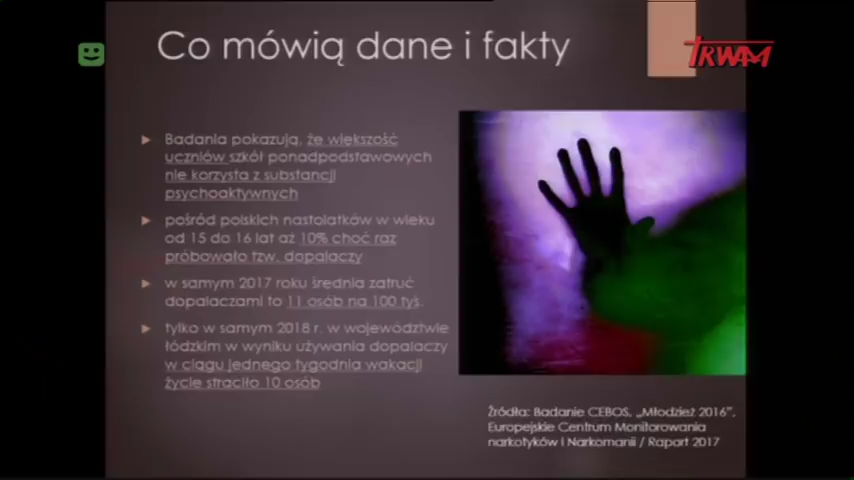 Co mówią dane i fakty
TRWAM
Badania pokazują, że większość
uczniów szkół ponadpodstawowych
nie korzysta z substancji
psychoaktywnych
pośród polskich nastolatków w wieku
od 15 do 16 lat aż 10% choć raz
próbowało tzw. dopalaczy
w samym 2017 roku średnia zatruć
dopalaczami to 11 osób na 100 tyś.
tylko w samym 2018 r. w województwie
łódzkim w wyniku używania dopalaczy
w ciągu jednego tygodnia wakacji
życie straciło 10 osób
Źródła: Badanie CEBOS, „Młodzież 2016”,
Europejskie Centrum Monitorowania
narkotyków i Narkomanii / Raport 2017